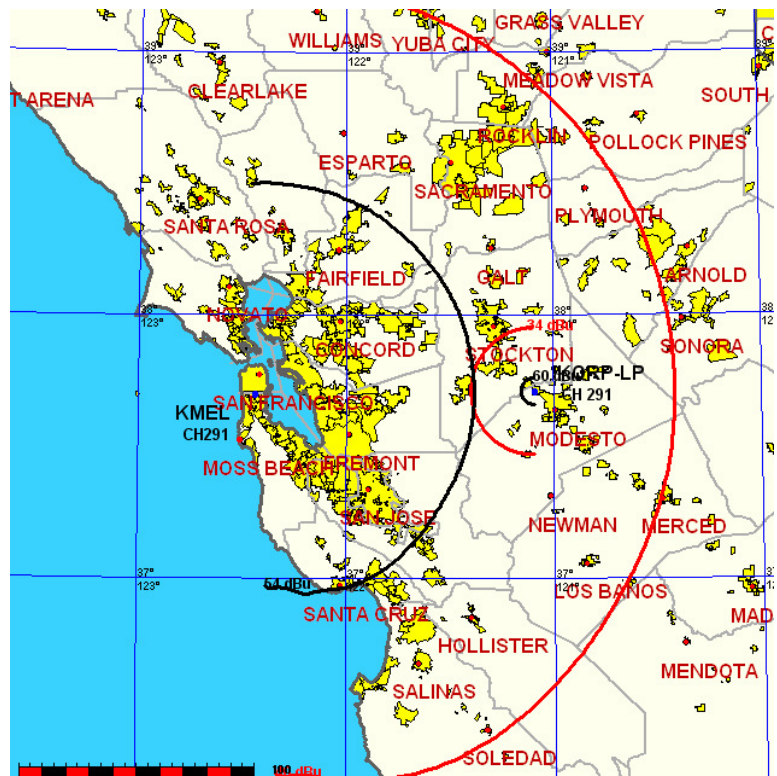 GRASS VALLEY
WILLIAMS
YUBA CITY
39°
123°
39°
122°
39°
121°
CLEARLAKE
MEADOW VISTA
T ARENA
SOUTH
ROCKLIN
POLLOCK PINES
ESPARTO
SACRAMENTO
PLYMOUTH
SANTA ROSA
FAIRFIELD
GALT
ARNOLD
38°
123°
38°
NOVATO
34 dBu
CONCORD
STOCKTON
SONORA
CH 291
SAN FRANCISCO
KMEL
CH291
MODESTO
MOSS BEACH
FREMONT
SAN JOSE
NEWMAN
MERCED
37°
123°
54 dBu
37°
122
37°
121°
LOS BANOS
MAD
SANTA CRUZ
HOLLISTER
MENDOTA
SALINAS
SOLEDAD
100